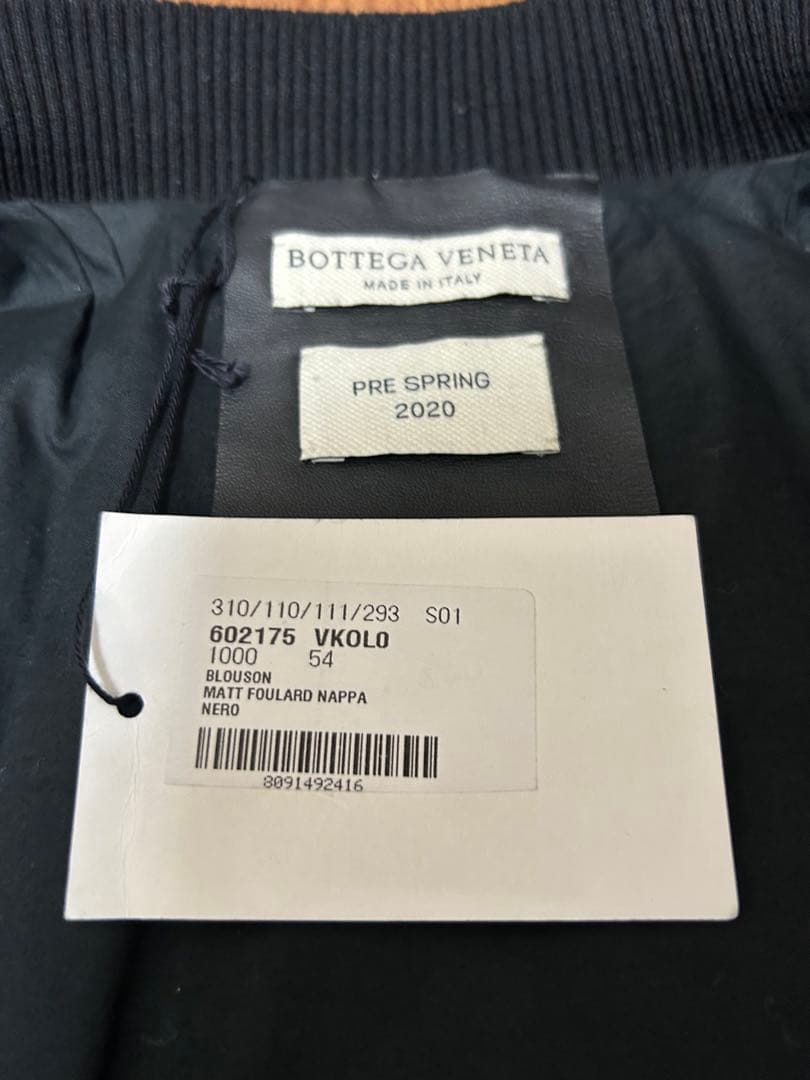 BOTTEGA VENETA
MADE IN ITALY
PRE SPRING
2020
310/110/111/293 S01
602175 VKOL0
1000 54
BLOUSON
MATT FOULARD NAPPA
NERO
8091492416